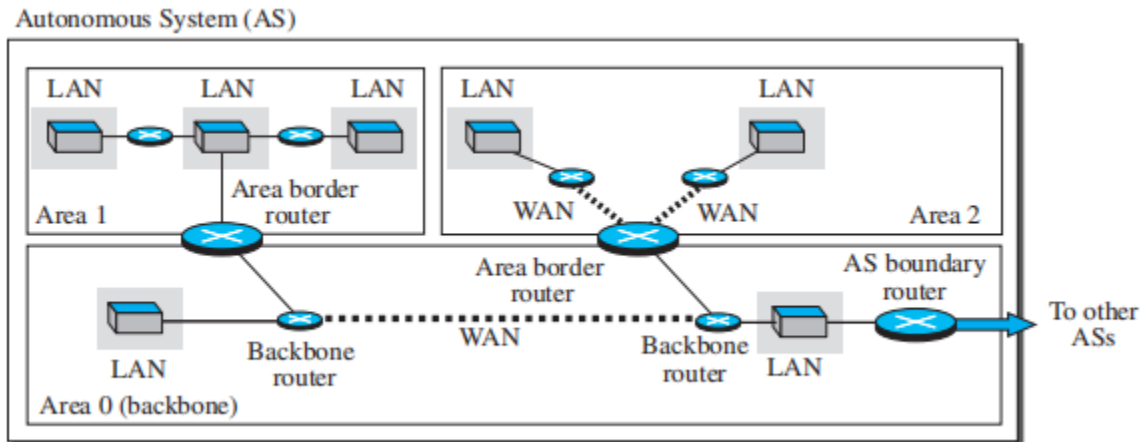 Autonomous System (AS)
LAN
LAN
LAN
Area border
router
Area 1
LAN
LAN
WAN
WAN
Area 2
Area border
router
AS boundary
router
To other
ASs
LAN
Backbone
router
WAN
Backbone
router
LAN
Area 0 (backbone)